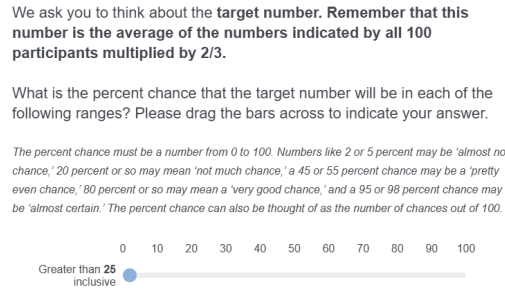 We ask you to think about the target number. Remember that this
number is the average of the numbers indicated by all 100
participants multiplied by 2/3.
What is the percent chance that the target number will be in each of the
following ranges? Please drag the bars across to indicate your answer.
The percent chance must be a number from 0 to 100. Numbers like 2 or 5 percent may be ‘almost no
chance,’ 20 percent or so may mean ‘not much chance,’ a 45 or 55 percent chance may be a ‘pretty
even chance,’ 80 percent or so may mean a ‘very good chance,’ and a 95 or 98 percent chance may
be ‘almost certain.’ The percent chance can also be thought of as the number of chances out of 100.
0 10 20 30 40 50 60 70 80 90 100
Greater than 25
inclusive